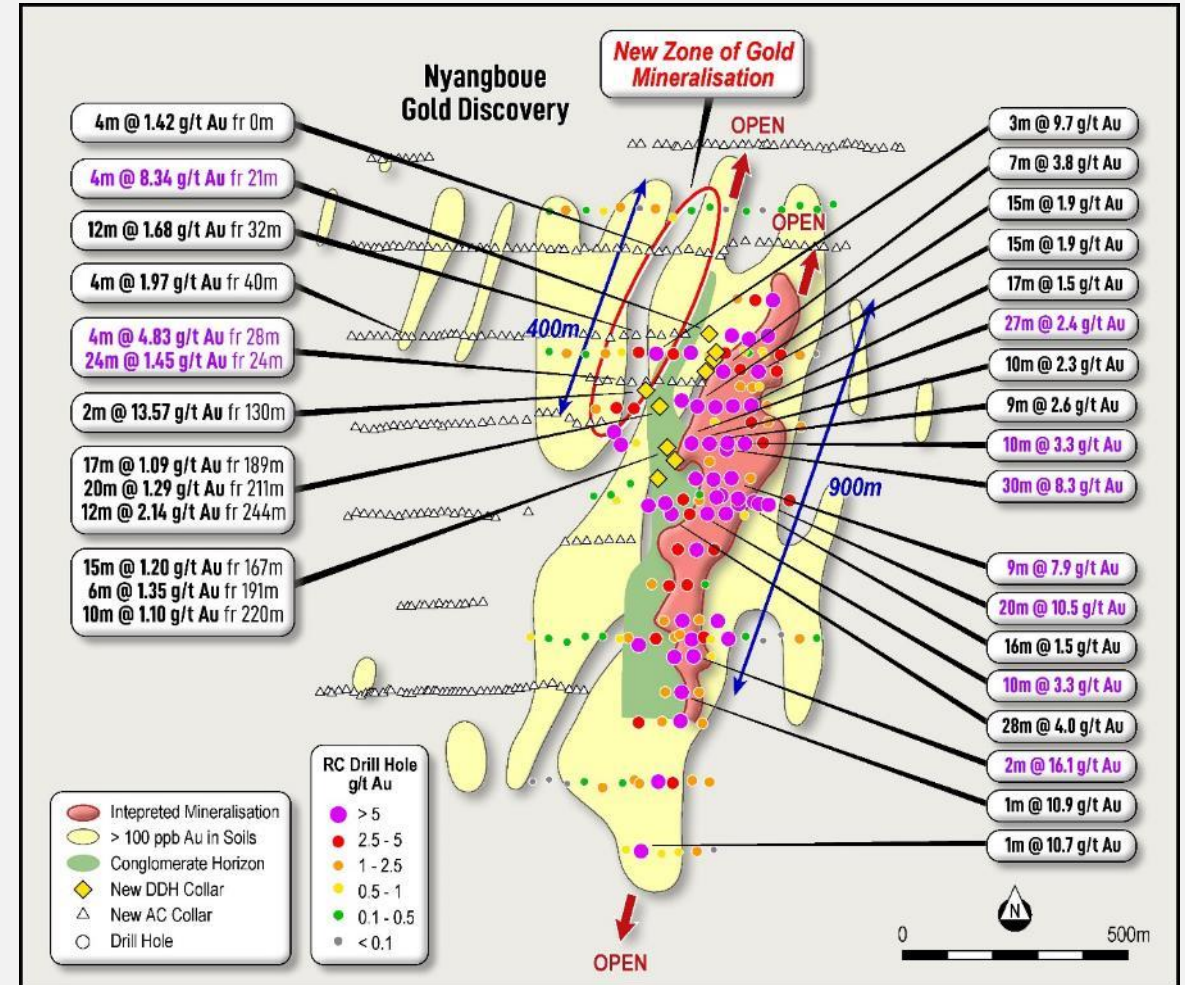 Nyangboue
Gold Discovery
New Zone of Gold
Mineralisation
OPEN
OPEN
400m
900m
OPEN
4m @ 1.42 g/t Au fr 0m
4m @ 8.34 g/t Au fr 21m
12m @ 1.68 g/t Au fr 32m
4m @ 1.97 g/t Au fr 40m
4m @ 4.83 g/t Au fr 28m
24m @ 1.45 g/t Au fr 24m
2m @ 13.57 g/t Au fr 130m
17m @ 1.09 g/t Au fr 189m
20m @ 1.29 g/t Au fr 211m
12m @ 2.14 g/t Au fr 244m
15m @ 1.20 g/t Au fr 167m
6m @ 1.35 g/t Au fr 191m
10m @ 1.10 g/t Au fr 220m
3m @ 9.7 g/t Au
7m @ 3.8 g/t Au
15m @ 1.9 g/t Au
15m @ 1.9 g/t Au
17m @ 1.5 g/t Au
27m @ 2.4 g/t Au
10m @ 2.3 g/t Au
9m @ 2.6 g/t Au
10m @ 3.3 g/t Au
30m @ 8.3 g/t Au
9m @ 7.9 g/t Au
20m @ 10.5 g/t Au
16m @ 1.5 g/t Au
10m @ 3.3 g/t Au
28m @ 4.0 g/t Au
2m @ 16.1 g/t Au
1m @ 10.9 g/t Au
1m @ 10.7 g/t Au
Intepreted Mineralisation
> 100 ppb Au in Soils
Conglomerate Horizon
New DDH Collar
New AC Collar
Drill Hole
RC Drill Hole
g/t Au
> 5
2.5 - 5
1 - 2.5
0.5 - 1
0.1 - 0.5
< 0.1
N
0
500m